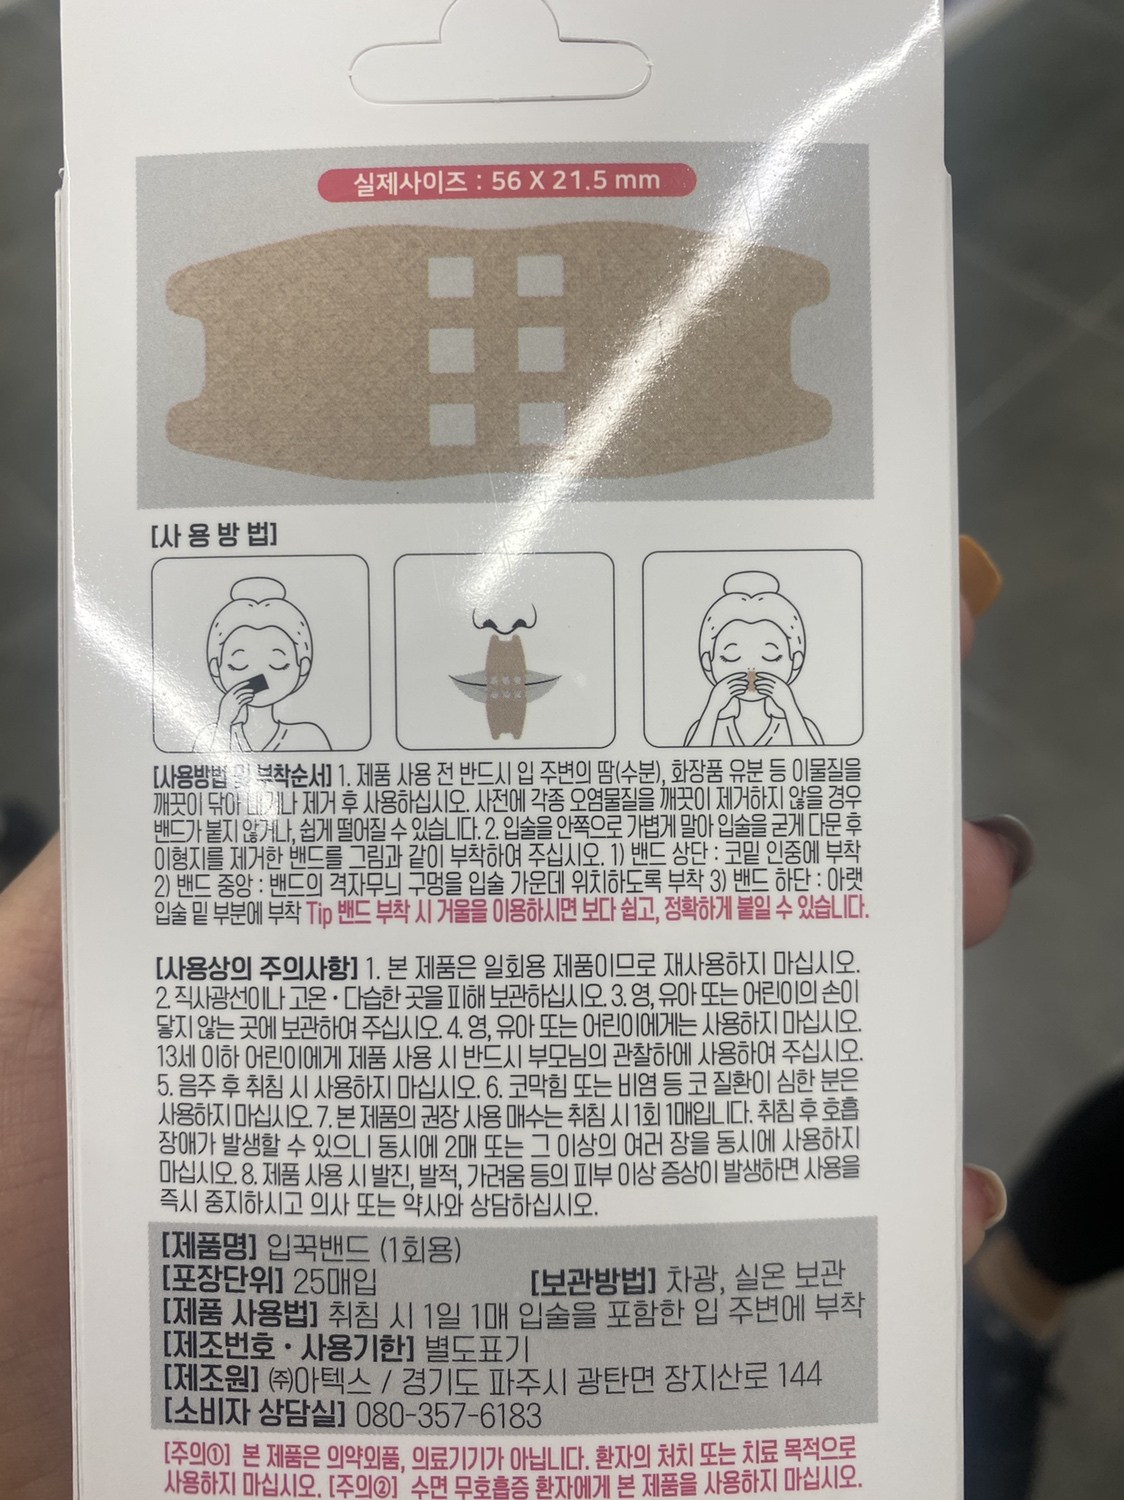 실제사이즈 : 56 X 21.5 mm
[사 용 방 법]
[사용방법 및 부착순서] 1. 제품 사용 전 반드시 입 주변의 땀(수분), 화장품 유분 등 이물질을
깨끗이 닦아 내거나 제거 후 사용하십시오. 사전에 각종 오염물질을 깨끗이 제거하지 않을 경우
밴드가 붙지 않거나, 쉽게 떨어질 수 있습니다. 2. 입술을 안쪽으로 가볍게 말아 입술을 굳게 다문 후
이형지를 제거한 밴드를 그림과 같이 부착하여 주십시오. 1) 밴드 상단 : 코밑 인중에 부착
2) 밴드 중앙 : 밴드의 격자무늬 구멍을 입술 가운데 위치하도록 부착 3) 밴드 하단 : 아랫
입술 밑 부분에 부착 Tip 밴드 부착 시 거울을 이용하시면 보다 쉽고, 정확하게 붙일 수 있습니다.
[사용상의 주의사항] 1. 본 제품은 일회용 제품이므로 재사용하지 마십시오.
2. 직사광선이나 고온 · 다습한 곳을 피해 보관하십시오. 3. 영, 유아 또는 어린이의 손이
닿지 않는 곳에 보관하여 주십시오. 4. 영, 유아 또는 어린이에게는 사용하지 마십시오.
13세 이하 어린이에게 제품 사용 시 반드시 부모님의 관찰하에 사용하여 주십시오.
5. 음주 후 취침 시 사용하지 마십시오. 6. 코막힘 또는 비염 등 코 질환이 심한 분은
사용하지 마십시오. 7. 본 제품의 권장 사용 매수는 취침 시 1회 1매입니다. 취침 후 호흡
장애가 발생할 수 있으니 동시에 2매 또는 그 이상의 여러 장을 동시에 사용하지
마십시오. 8. 제품 사용 시 발진, 발적, 가려움 등의 피부 이상 증상이 발생하면 사용을
즉시 중지하시고 의사 또는 약사와 상담하십시오.
[제품명] 입꾹밴드 (1회용)
[포장단위] 25매입 [보관방법] 차광, 실온 보관
[제품 사용법] 취침 시 1일 1매 입술을 포함한 입 주변에 부착
[제조번호 · 사용기한] 별도표기
[제조원] ㈜아텍스 / 경기도 파주시 광탄면 장지산로 144
[소비자 상담실] 080-357-6183
[주의①] 본 제품은 의약외품, 의료기기가 아닙니다. 환자의 처치 또는 치료 목적으로
사용하지 마십시오. [주의②] 수면 무호흡증 환자에게 본 제품을 사용하지 마십시오.